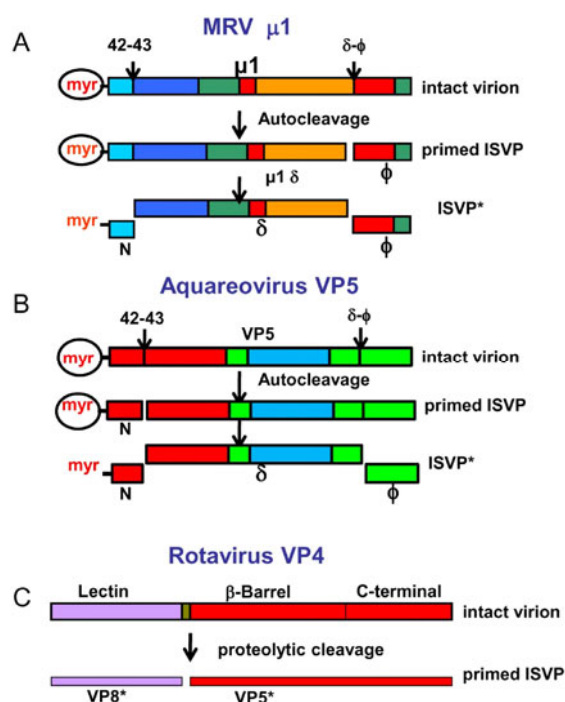 A
MRV μ1
42-43
μ1
δ-ϕ
myr
intact virion
Autocleavage
myr
primed ISVP
ϕ
μ1 δ
ISVP*
myr
N
δ
ϕ
Aquareovirus VP5
B
42-43
VP5
δ-ϕ
myr
intact virion
Autocleavage
myr
primed ISVP
N
ISVP*
myr
N
δ
ϕ
Rotavirus VP4
C
Lectin
β-Barrel
C-terminal
intact virion
proteolytic cleavage
primed ISVP
VP8*
VP5*